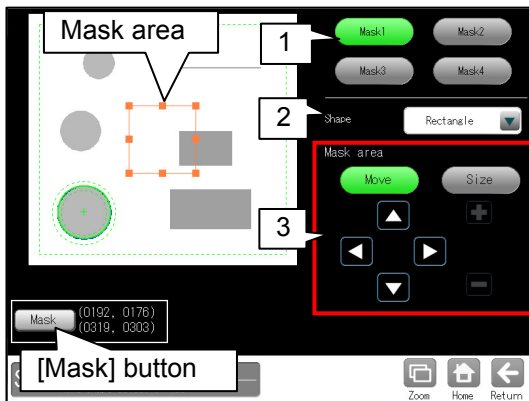 Mask area
1
Mask1
Mask2
Mask3
Mask4
2
Shape
Rectangle
Mask area
Move
Size
3
Mask
(0192, 0176)
(0319, 0303)
[Mask] button
S
Zoom
Home
Return